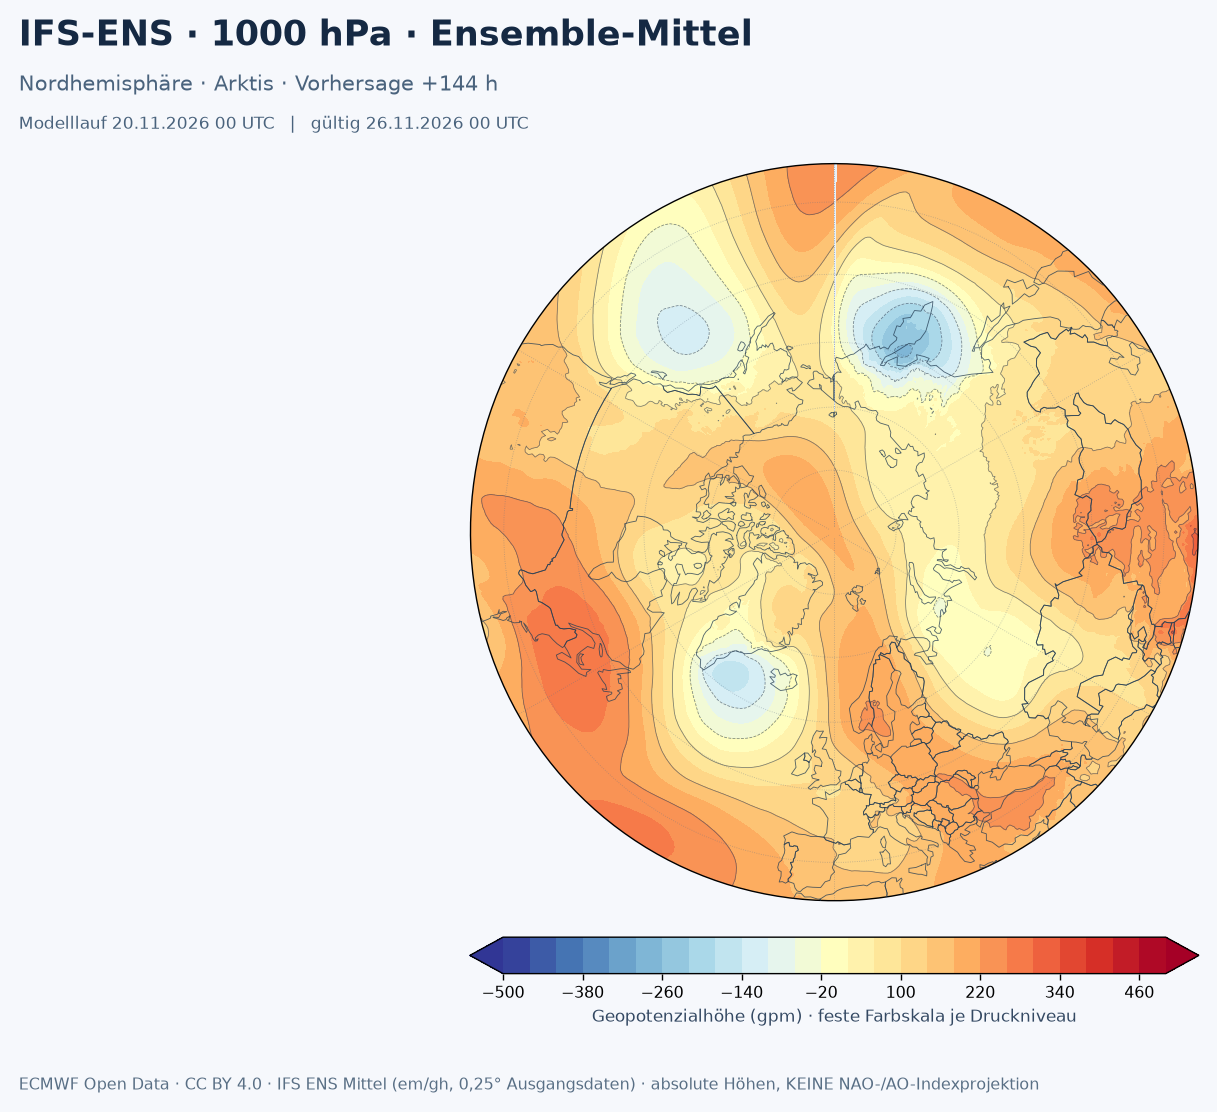 IFS-ENS · 1000 hPa · Ensemble-Mittel
Nordhemisphäre · Arktis · Vorhersage +144 h
Modelllauf 20.11.2026 00 UTC   |   gültig 26.11.2026 00 UTC
−500 −380 −260 −140 −20 100 220 340 460
Geopotenzialhöhe (gpm) · feste Farbskala je Druckniveau
ECMWF Open Data · CC BY 4.0 · IFS ENS Mittel (em/gh, 0,25° Ausgangsdaten) · absolute Höhen, KEINE NAO-/AO-Indexprojektion